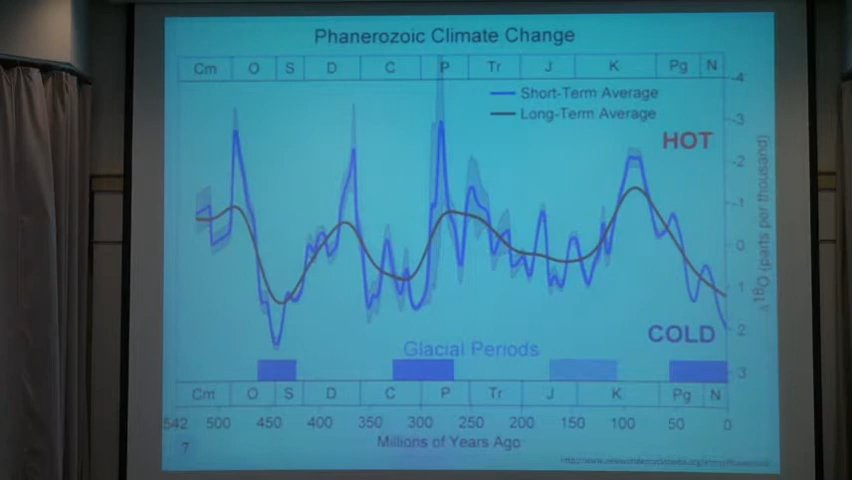 Phanerozoic Climate Change
Cm O S D C P Tr J K Pg N
Short-Term Average
Long-Term Average
HOT
-4
-3
-2
-1
0
1
2
3
δ18O (parts per thousand)
COLD
Glacial Periods
Cm O S D C P Tr J K Pg N
542 500 450 400 350 300 250 200 150 100 50 0
Millions of Years Ago
7